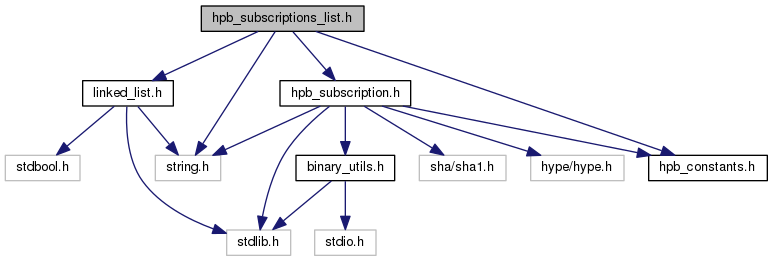 hpb_subscriptions_list.h
linked_list.h
hpb_subscription.h
stdbool.h
string.h
binary_utils.h
sha/sha1.h
hype/hype.h
hpb_constants.h
stdlib.h
stdio.h